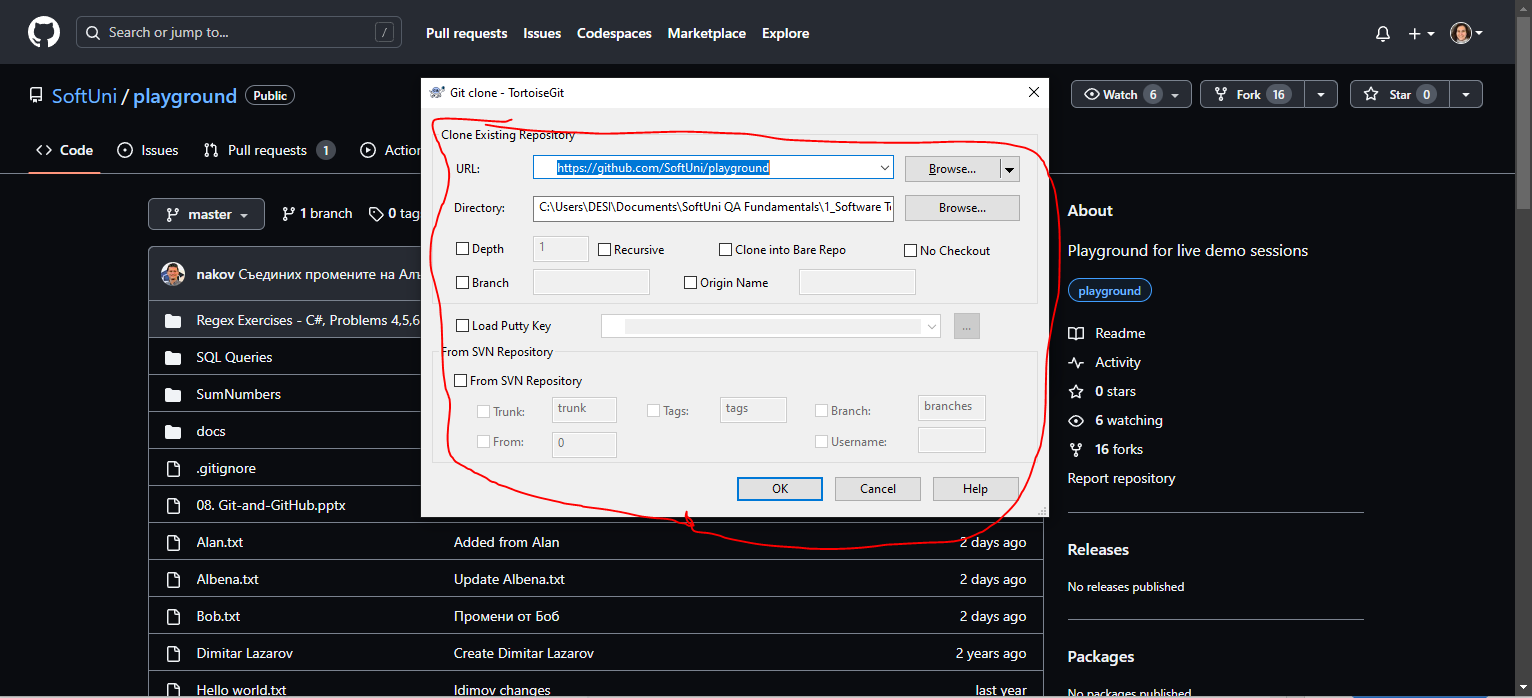 Search or jump to... /
Pull requests Issues Codespaces Marketplace Explore
SoftUni / playground Public
Watch 6 Fork 16 Star 0
Code Issues Pull requests 1
Git clone - TortoiseGit
Clone Existing Repository
URL: https://github.com/SoftUni/playground Browse...
Directory: C:\Users\DESI\Documents\SoftUni QA Fundamentals\1_Software Browse...
Depth 1 Recursive Clone into Bare Repo No Checkout
Branch Origin Name
Load Putty Key ...
From SVN Repository
From SVN Repository
Trunk: trunk Tags: tags Branch: branches
From: 0 Username:
OK Cancel Help
master 1 branch 0
nakov Съединих промените на
Regex Exercises - C#, Problems 4,5,6
SQL Queries
SumNumbers
docs
.gitignore
08. Git-and-GitHub.pptx
Alan.txt Added from Alan 2 days ago
Albena.txt Update Albena.txt 2 days ago
Bob.txt Промени от Боб 2 days ago
Dimitar Lazarov Create Dimitar Lazarov 2 years ago
Hello world.txt Idimov changes last year
About
Playground for live demo sessions
playground
Readme
Activity
0 stars
6 watching
16 forks
Report repository
Releases
No releases published
Packages
No packages published